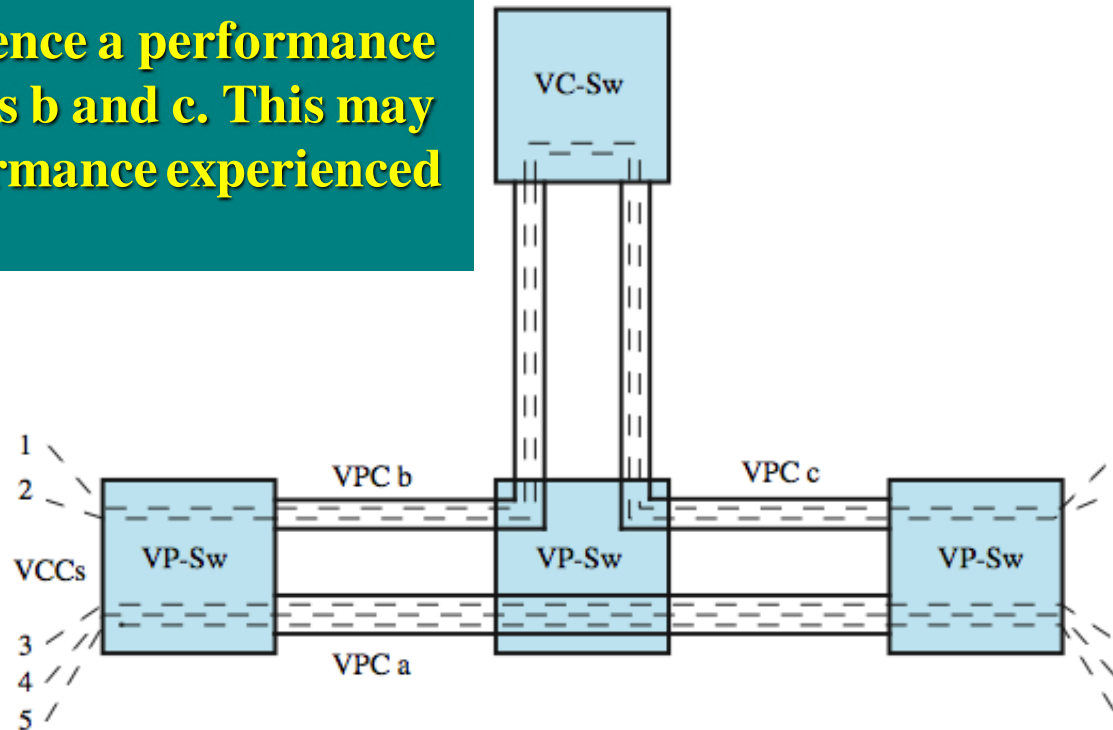 ence a performance
s b and c. This may
rmance experienced
VC-Sw
1
2
VPC b
VPC c
VP-Sw
VP-Sw
VP-Sw
VCCs
3
4
5
VPC a